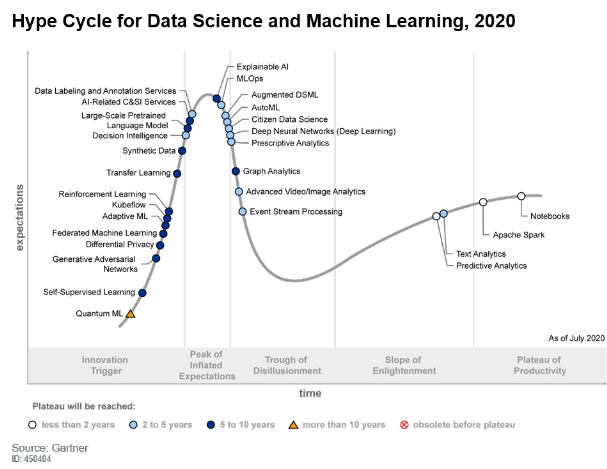 Hype Cycle for Data Science and Machine Learning, 2020
expectations
Explainable AI
MLOps
Data Labeling and Annotation Services
AI-Related C&SI Services
Augmented DSML
AutoML
Large-Scale Pretrained
Language Model
Citizen Data Science
Decision Intelligence
Deep Neural Networks (Deep Learning)
Prescriptive Analytics
Synthetic Data
Transfer Learning
Graph Analytics
Reinforcement Learning
Advanced Video/Image Analytics
Kubeflow
Adaptive ML
Event Stream Processing
Notebooks
Federated Machine Learning
Apache Spark
Differential Privacy
Text Analytics
Generative Adversarial
Networks
Predictive Analytics
Self-Supervised Learning
Quantum ML
As of July 2020
Innovation
Trigger
Peak of
Inflated
Expectations
Trough of
Disillusionment
Slope of
Enlightenment
Plateau of
Productivity
time
Plateau will be reached:
less than 2 years
2 to 5 years
5 to 10 years
more than 10 years
obsolete before plateau
Source: Gartner
ID: 450404